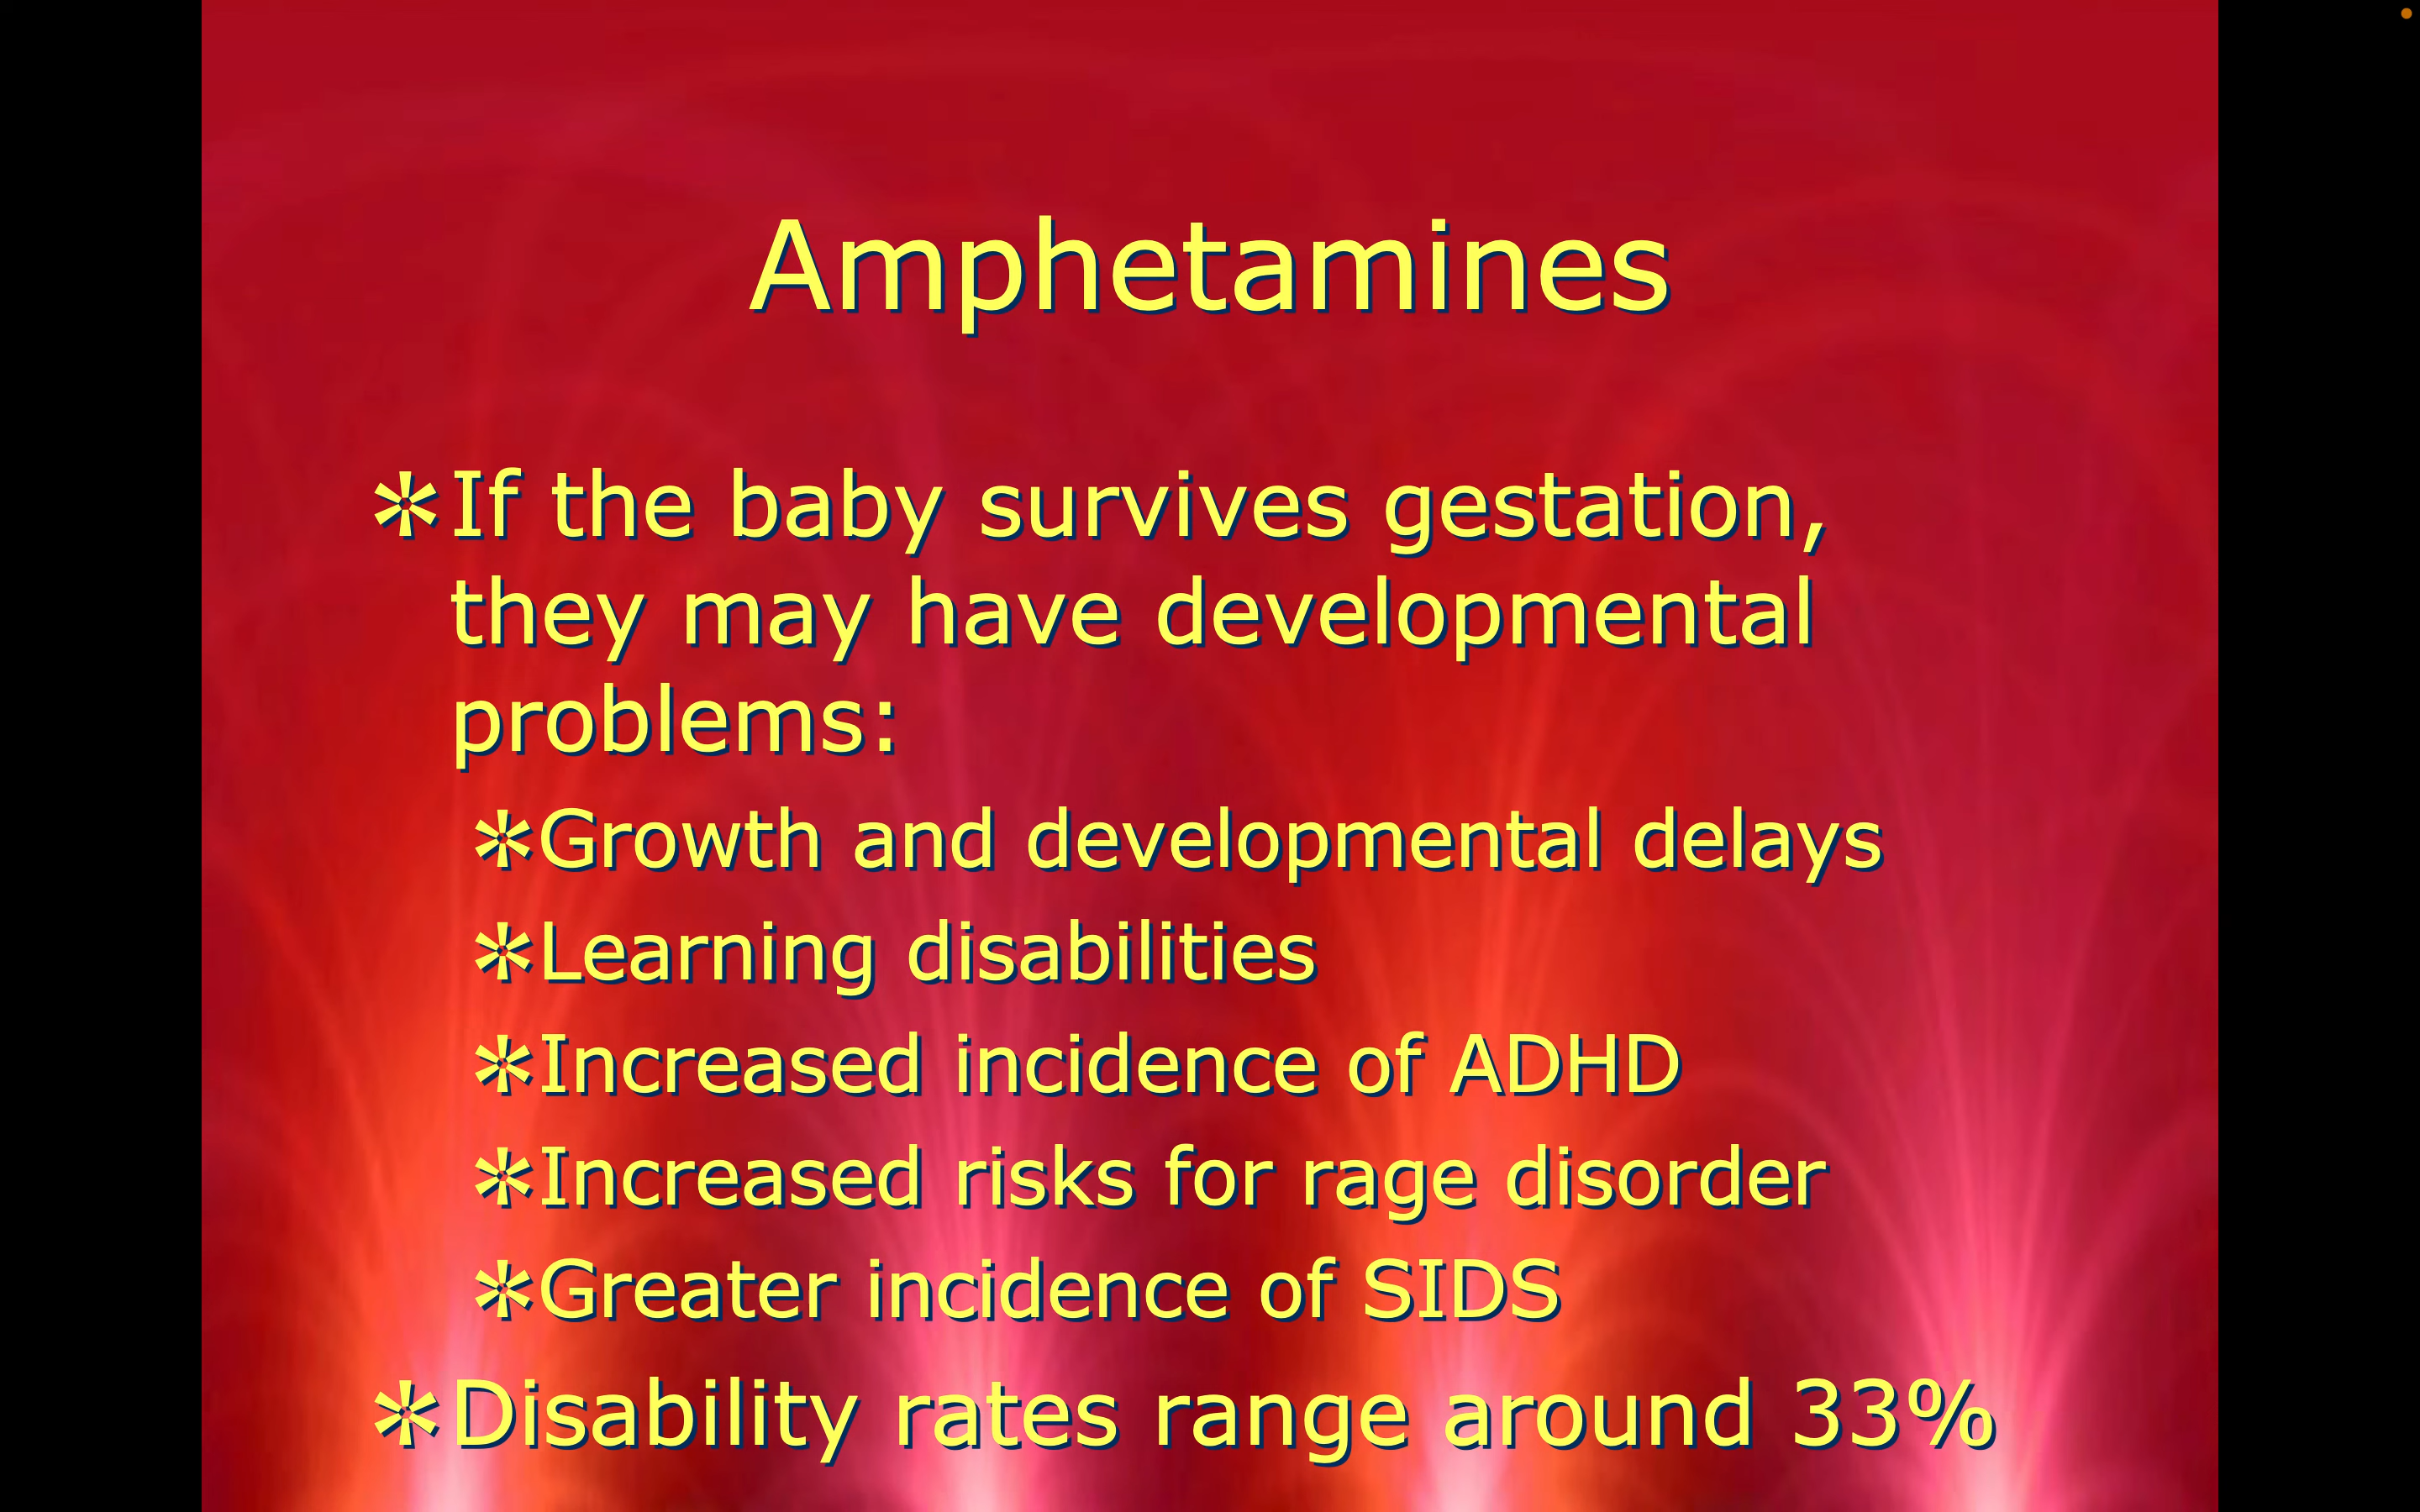 Amphetamines
* If the baby survives gestation,
they may have developmental
problems:
* Growth and developmental delays
* Learning disabilities
* Increased incidence of ADHD
* Increased risks for rage disorder
* Greater incidence of SIDS
* Disability rates range around 33%